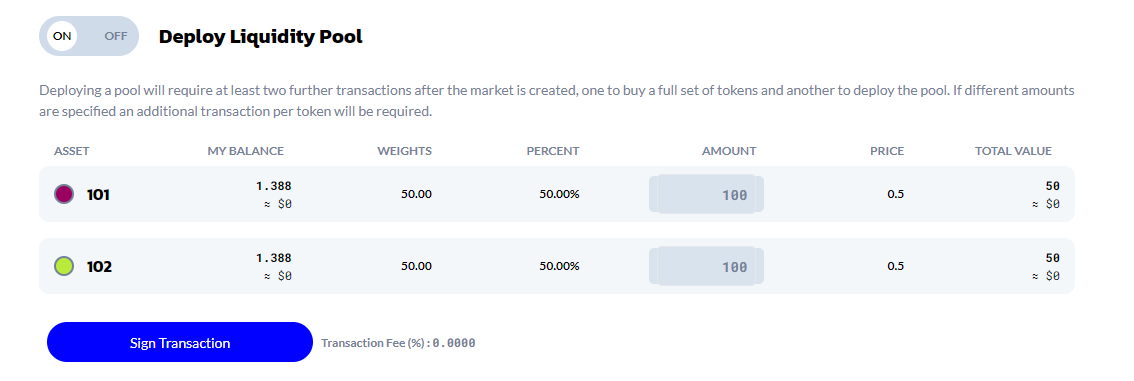 ON OFF Deploy Liquidity Pool
Deploying a pool will require at least two further transactions after the market is created, one to buy a full set of tokens and another to deploy the pool. If different amounts
are specified an additional transaction per token will be required.
ASSET MY BALANCE WEIGHTS PERCENT AMOUNT PRICE TOTAL VALUE
101 1.388 ≈ $0 50.00 50.00% 100 0.5 50 ≈ $0
102 1.388 ≈ $0 50.00 50.00% 100 0.5 50 ≈ $0
Sign Transaction Transaction Fee (%):0.0000